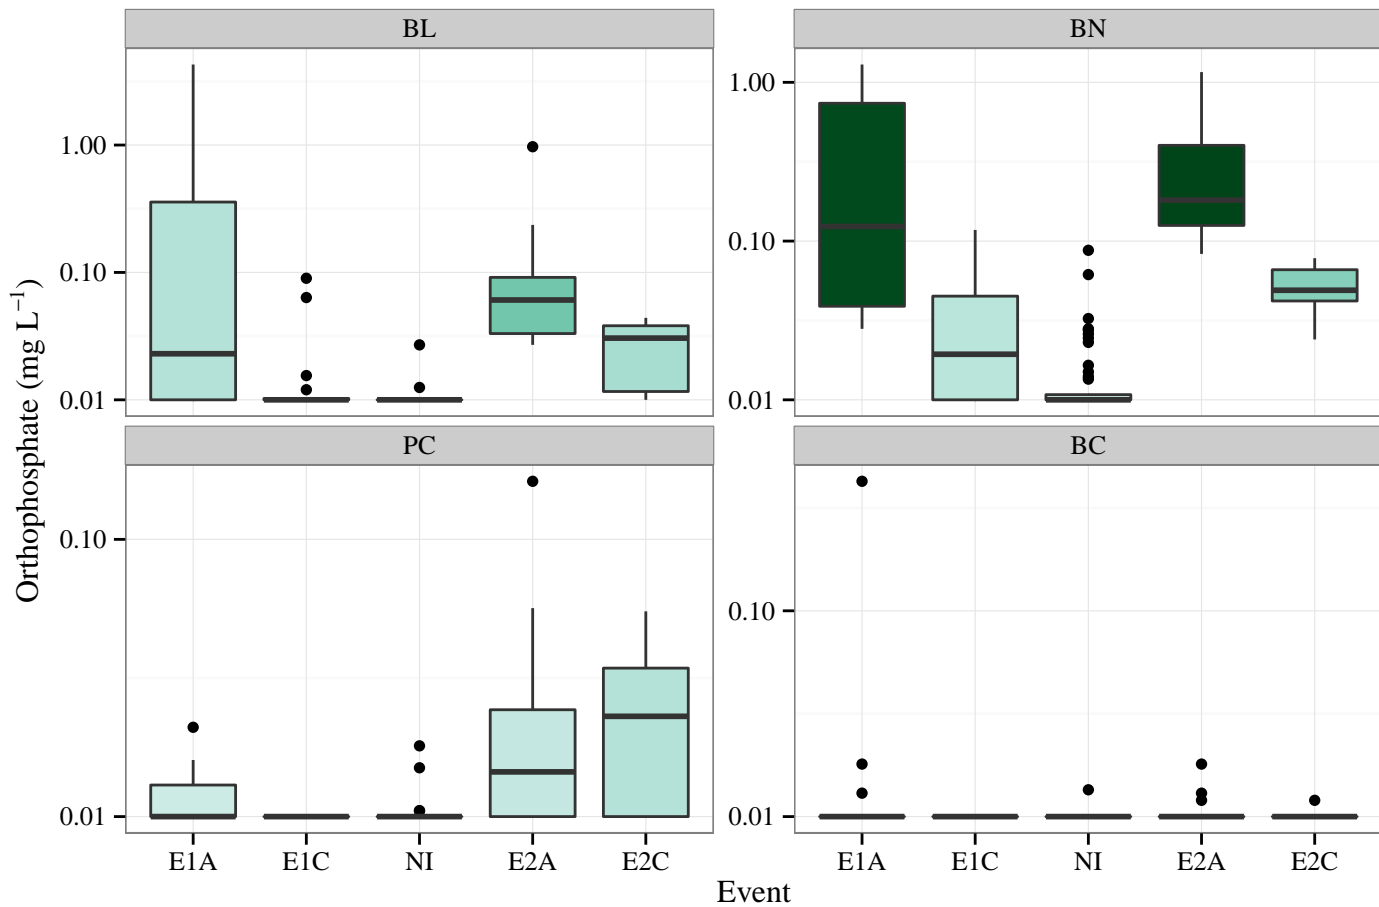 BL
BN
1.00
0.10
0.01
1.00
0.10
0.01
PC
BC
0.10
0.01
0.10
0.01
E1A E1C NI E2A E2C
E1A E1C NI E2A E2C
Event
Orthophosphate (mg L⁻¹)